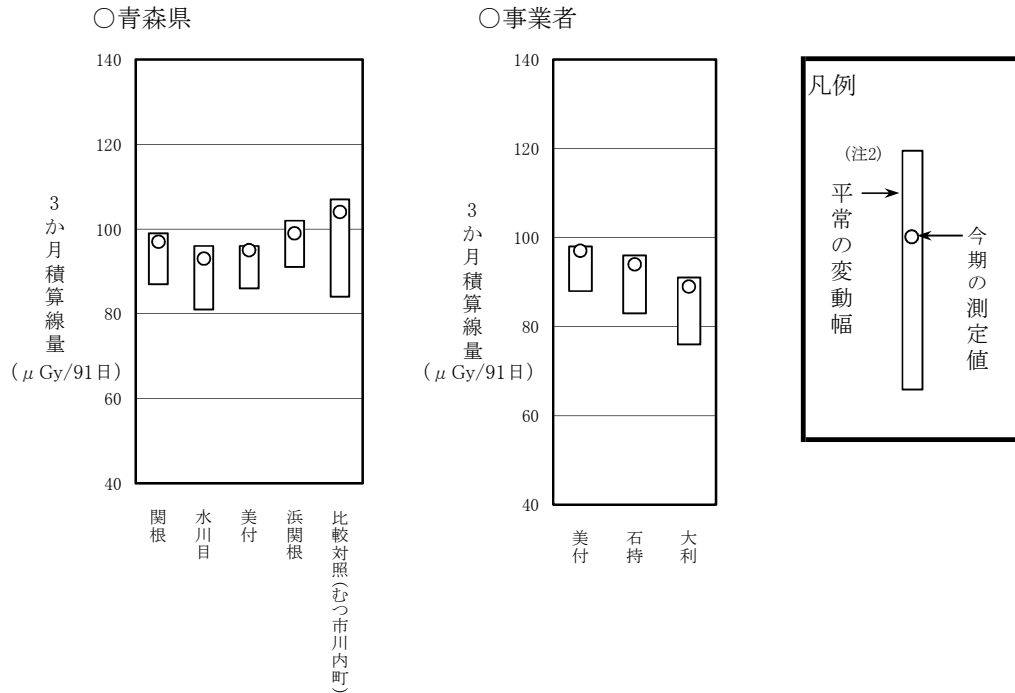 ○青森県
140
120
100
80
60
40
3か月積算線量
(μGy/91日)
関根
水川目
美付
浜関根
比較対照(むつ市川内町)
○事業者
140
120
100
80
60
40
3か月積算線量
(μGy/91日)
美付
石持
大利
凡例
(注2)
平常の変動幅
今期の測定値